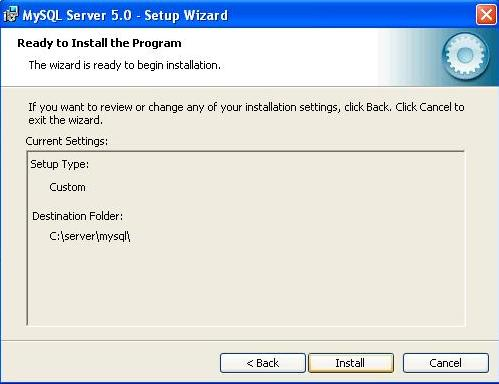 MySQL Server 5.0 - Setup Wizard
Ready to Install the Program
The wizard is ready to begin installation.
If you want to review or change any of your installation settings, click Back. Click Cancel to
exit the wizard.
Current Settings:
Setup Type:
Custom
Destination Folder:
C:\server\mysql\
< Back
Install
Cancel